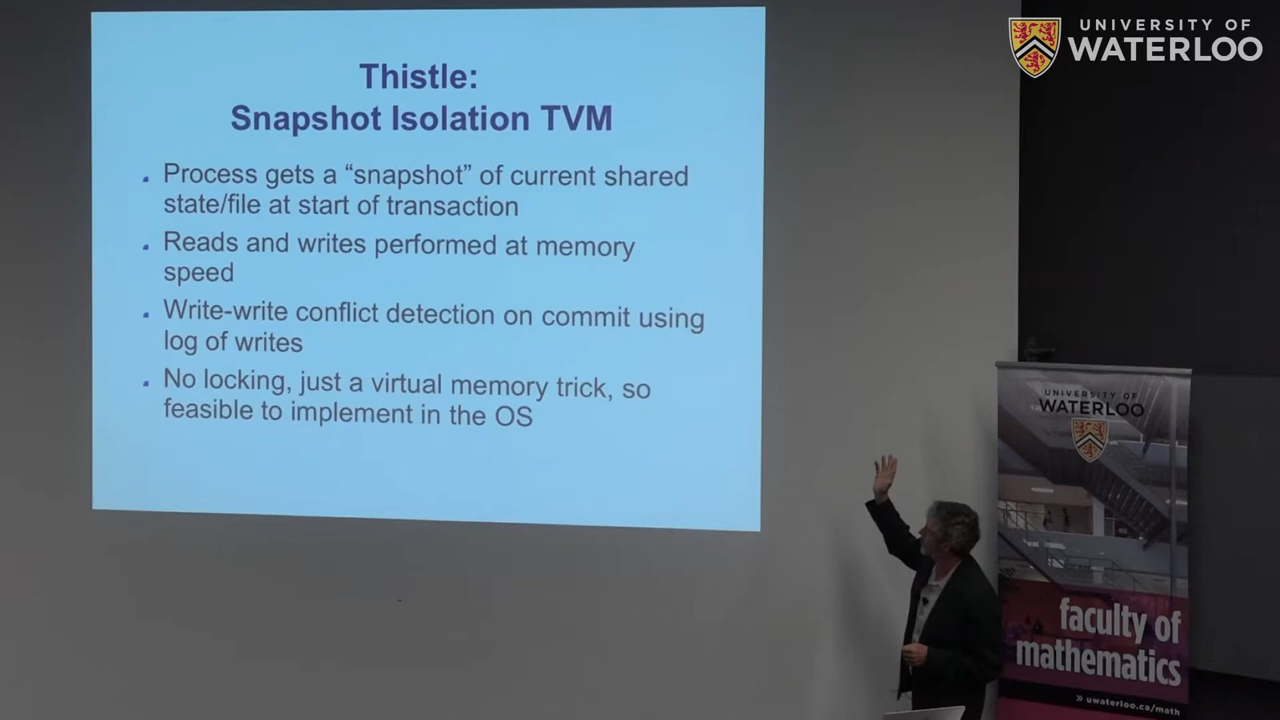 UNIVERSITY OF
WATERLOO
Thistle:
Snapshot Isolation TVM
Process gets a “snapshot” of current shared
state/file at start of transaction
Reads and writes performed at memory
speed
Write-write conflict detection on commit using
log of writes
No locking, just a virtual memory trick, so
feasible to implement in the OS
UNIVERSITY OF
WATERLOO
faculty of
mathematics
» uwaterloo.ca/math